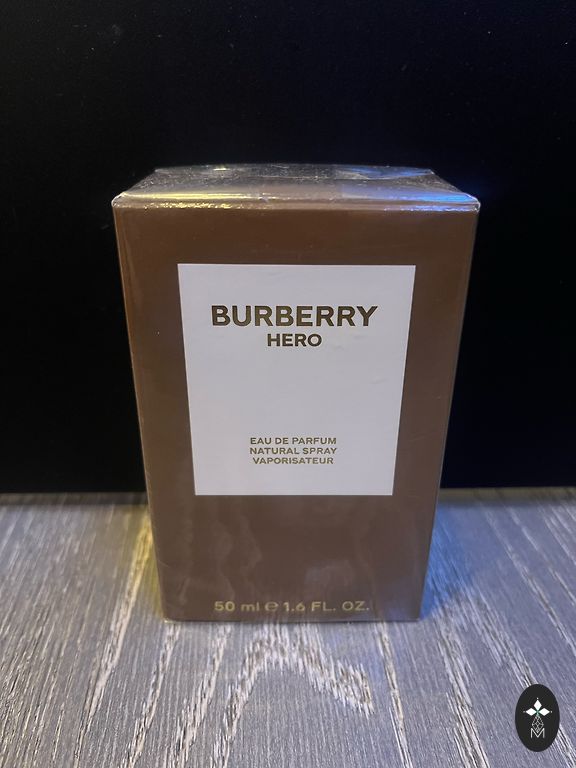 BURBERRY
HERO
EAU DE PARFUM
NATURAL SPRAY
VAPORISATEUR
50 ml ℮ 1.6 FL. OZ.
M